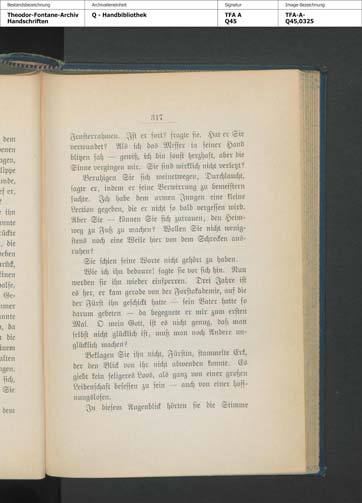 Bestandsbezeichnung
Archivalieneinheit
Signatur
Image-Bezeichnung
Theodor-Fontane-Archiv
Handschriften
Q - Handbibliothek
TFA A
Q45
TFA-A-
Q45,0325
317
Fensterrahmen. Ist er fort? fragte sie. Hat er Sie
verwundet? Als ich das Messer in seiner Hand
blitzen sah — gewiß, ich bin sonst herzhaft, aber die
Sinne vergingen mir. Sie sind wirklich nicht verletzt?
Beruhigen Sie sich meinetwegen, Durchlaucht,
sagte er, indem er seine Verwirrung zu bemeistern
suchte. Ich habe dem armen Jungen eine kleine
Lection gegeben, die er nicht so bald vergessen wird.
Aber Sie — können Sie sich zutrauen, den Heim-
weg zu Fuß zu machen? Wollen Sie nicht wenig-
stens noch eine Weile hier von dem Schrecken aus-
ruhen?
Sie schien seine Worte nicht gehört zu haben.
Wie ich ihn bedaure! sagte sie vor sich hin. Nun
werden sie ihn wieder einsperren. Drei Jahre ist
es her, er kam gerade von der Forstakademie, auf die
der Fürst ihn geschickt hatte — sein Vater hatte so
darum gebeten — da begegnete er mir zum ersten
Mal. O mein Gott, ist es nicht genug, daß man
selbst nicht glücklich ist, muß man noch Andere un-
glücklich machen?
Beklagen Sie ihn nicht, Fürstin, stammelte Erk,
der den Blick von ihr nicht abwenden konnte. Es
giebt kein seligeres Loos, als ganz von einer großen
Leidenschaft besessen zu sein — auch von einer hoff-
nungslosen.
In diesem Augenblick hörten sie die Stimme